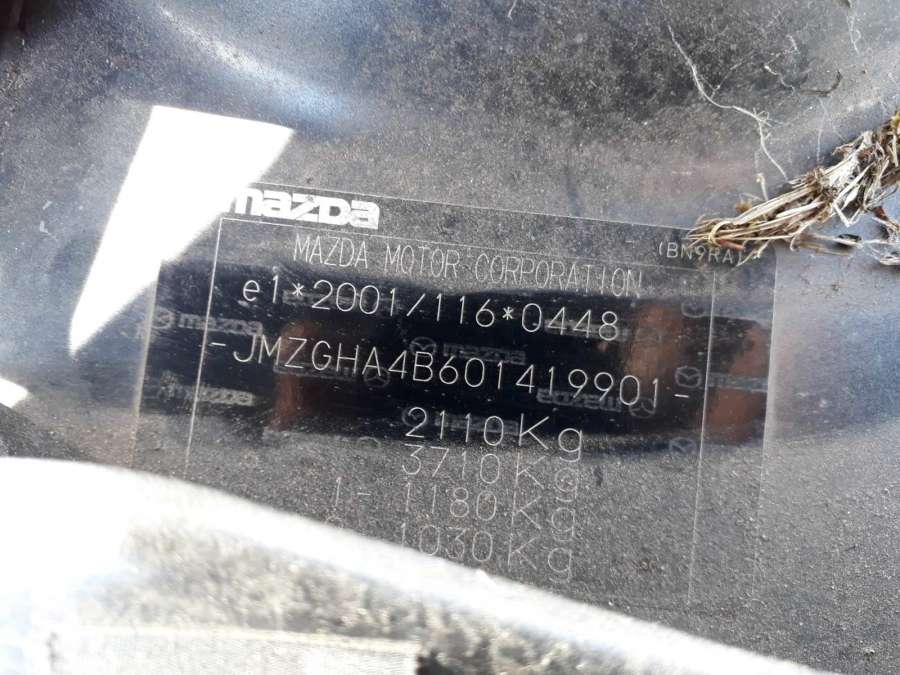 mazda
(BN9RA)
MAZDA MOTOR CORPORATION
e1*2001/116*0448
-JMZGHA4B601419901-
2110Kg
3710Kg
1- 1180Kg
1030Kg